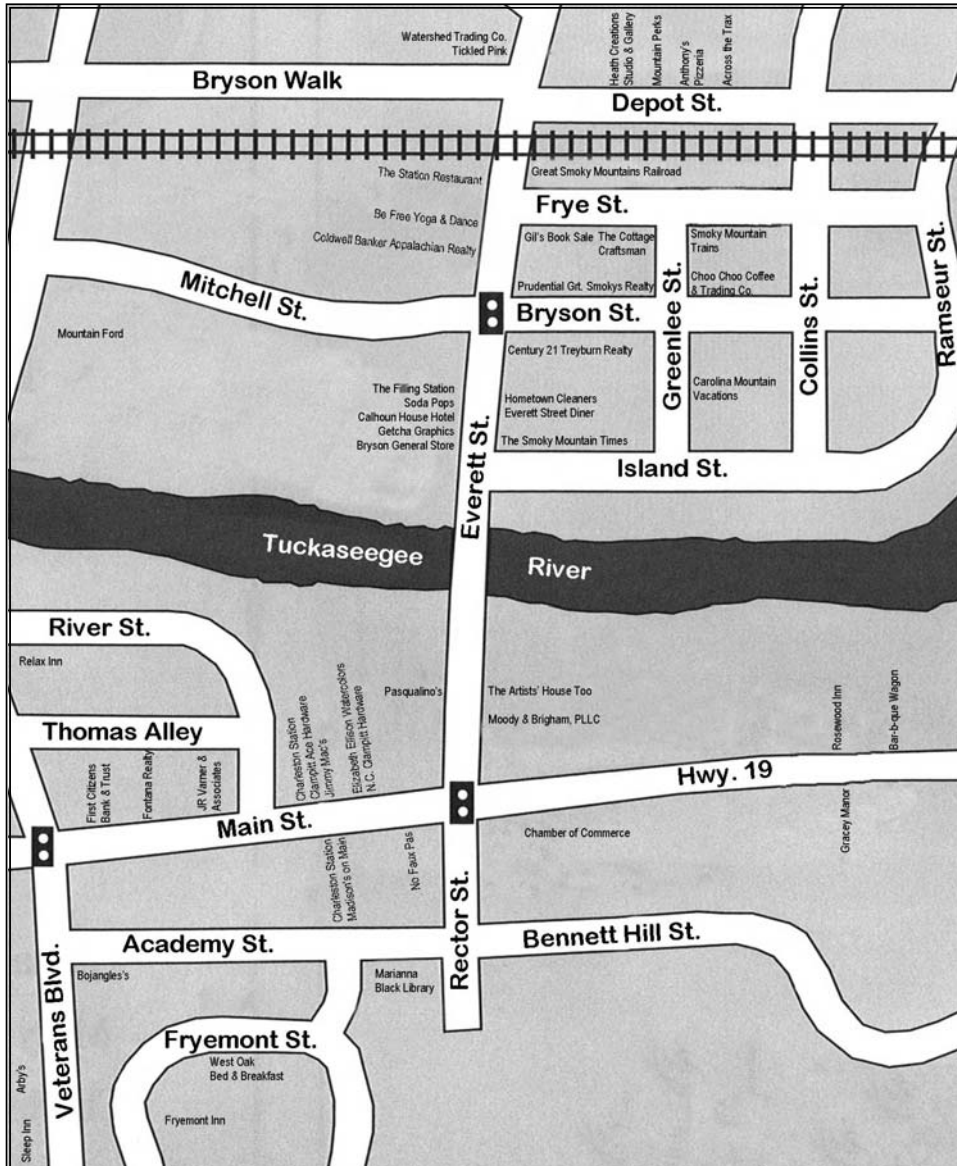 Watershed Trading Co.
Tickled Pink
Heath Creations
Studio & Gallery
Mountain Perks
Anthony's
Pizzeria
Across the Trax
Bryson Walk
Depot St.
The Station Restaurant
Great Smoky Mountains Railroad
Frye St.
Be Free Yoga & Dance
Coldwell Banker Appalachian Realty
Gil's Book Sale
The Cottage
Craftsman
Smoky Mountain
Trains
Prudential Grt. Smokys Realty
Choo Choo Coffee
& Trading Co.
Ramseur St.
Mitchell St.
Bryson St.
Greenlee St.
Collins St.
Mountain Ford
Century 21 Treyburn Realty
The Filling Station
Soda Pops
Calhoun House Hotel
Getcha Graphics
Bryson General Store
Hometown Cleaners
Everett Street Diner
Carolina Mountain
Vacations
The Smoky Mountain Times
Everett St.
Island St.
Tuckaseegee
River
River St.
Relax Inn
Thomas Alley
Charleston Station
Clampitt Ace Hardware
Jimmy Mac's
Elizabeth Ellison Watercolors
N.C. Clampitt Hardware
Pasqualino's
The Artists' House Too
Moody & Brigham, PLLC
Rosewood Inn
Bar-b-que Wagon
First Citizens
Bank & Trust
Fontana Realty
JR Varner &
Associates
Main St.
Hwy. 19
Charleston Station
Madison's on Main
No Faux Pas
Chamber of Commerce
Gracey Manor
Academy St.
Rector St.
Bennett Hill St.
Veterans Blvd.
Bojangles's
Marianna
Black Library
Fryemont St.
West Oak
Bed & Breakfast
Fryemont Inn
Arby's
Sleep Inn